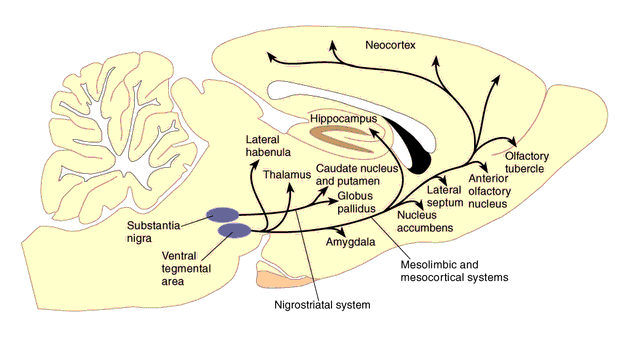 Neocortex
Hippocampus
Lateral
habenula
Thalamus
Caudate nucleus
and putamen
Globus
pallidus
Olfactory
tubercle
Anterior
olfactory
nucleus
Lateral
septum
Nucleus
accumbens
Substantia
nigra
Amygdala
Ventral
tegmental
area
Mesolimbic and
mesocortical systems
Nigrostriatal system